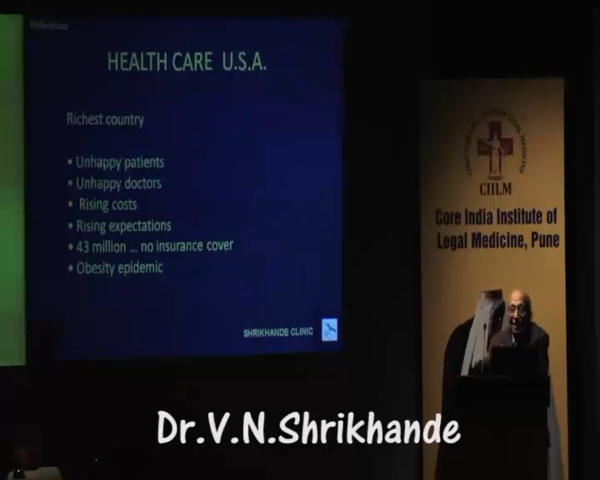 Reflections
HEALTH CARE U.S.A.
Richest country
• Unhappy patients
• Unhappy doctors
• Rising costs
• Rising expectations
• 43 million ... no insurance cover
• Obesity epidemic
SHRIKHANDE CLINIC
CIILM
Core India Institute of
Legal Medicine, Pune
Dr.V.N.Shrikhande